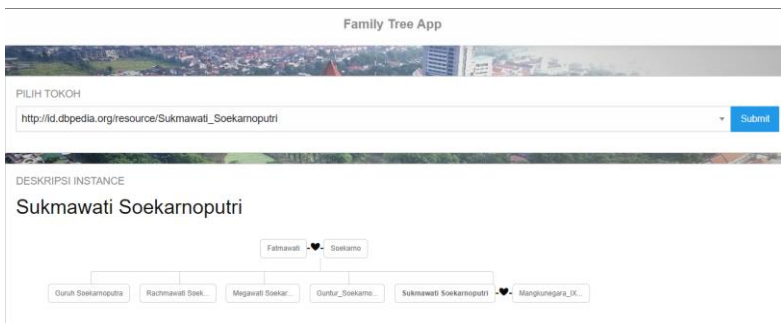 Family Tree App
PILIH TOKOH
http://id.dbpedia.org/resource/Sukmawati_Soekarnoputri
Submit
DESKRIPSI INSTANCE
Sukmawati Soekarnoputri
Fatmawati Soekarno
Guruh Soekarnoputra Rachmawati Soek... Megawati Soekar... Guntur_Soekarno... Sukmawati Soekarnoputri Mangkunegara_IX...